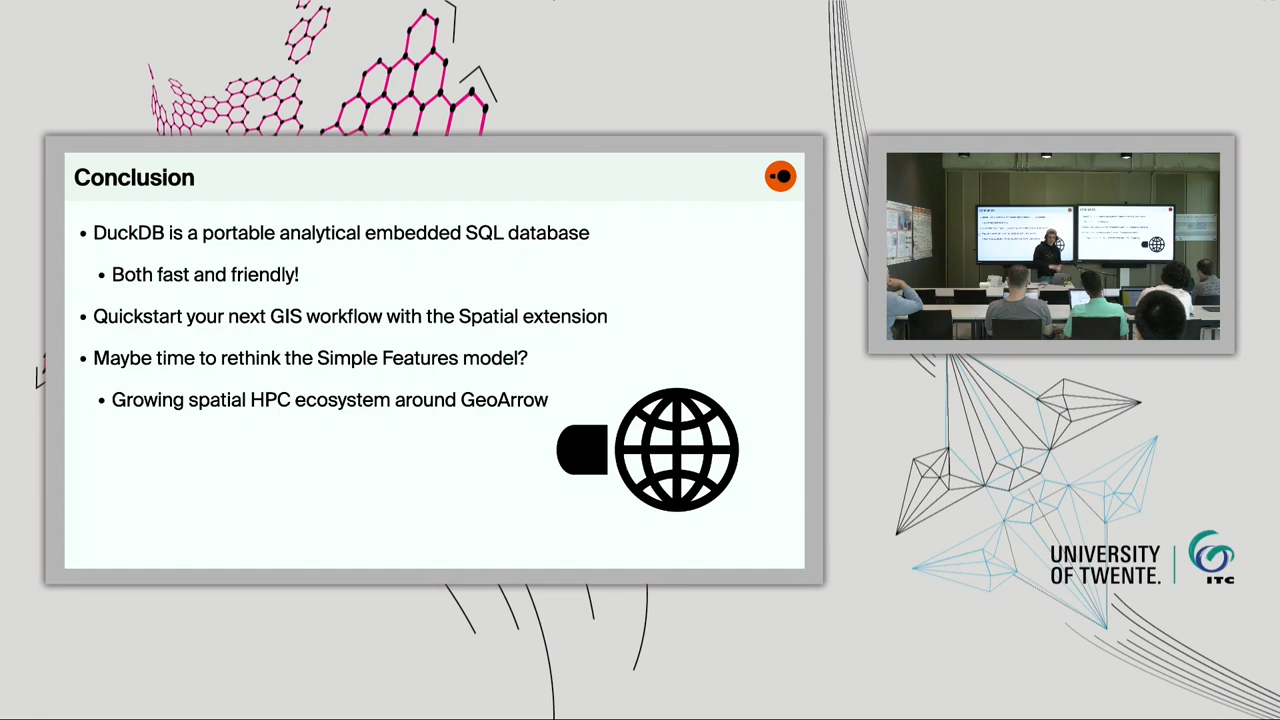 Conclusion
• DuckDB is a portable analytical embedded SQL database
• Both fast and friendly!
• Quickstart your next GIS workflow with the Spatial extension
• Maybe time to rethink the Simple Features model?
• Growing spatial HPC ecosystem around GeoArrow
UNIVERSITY
OF TWENTE.
ITC